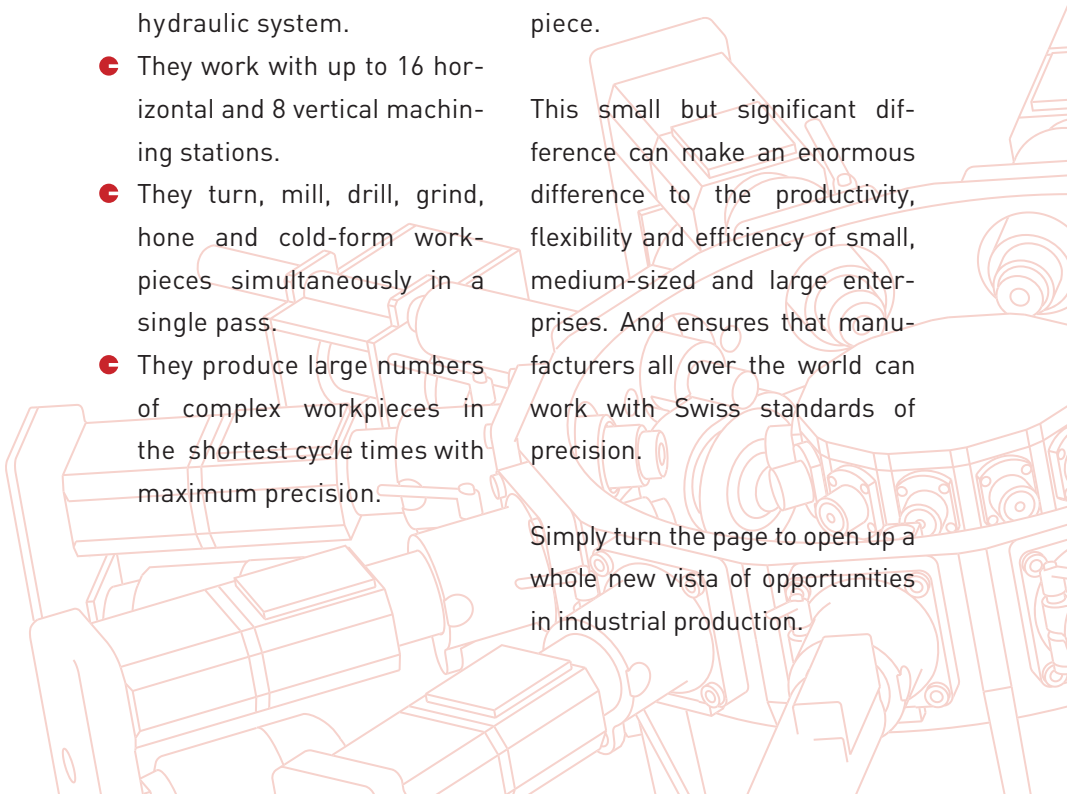 hydraulic system.
They work with up to 16 hor-
izontal and 8 vertical machin-
ing stations.
They turn, mill, drill, grind,
hone and cold-form work-
pieces simultaneously in a
single pass.
They produce large numbers
of complex workpieces in
the shortest cycle times with
maximum precision.
piece.
This small but significant dif-
ference can make an enormous
difference to the productivity,
flexibility and efficiency of small,
medium-sized and large enter-
prises. And ensures that manu-
facturers all over the world can
work with Swiss standards of
precision.
Simply turn the page to open up a
whole new vista of opportunities
in industrial production.